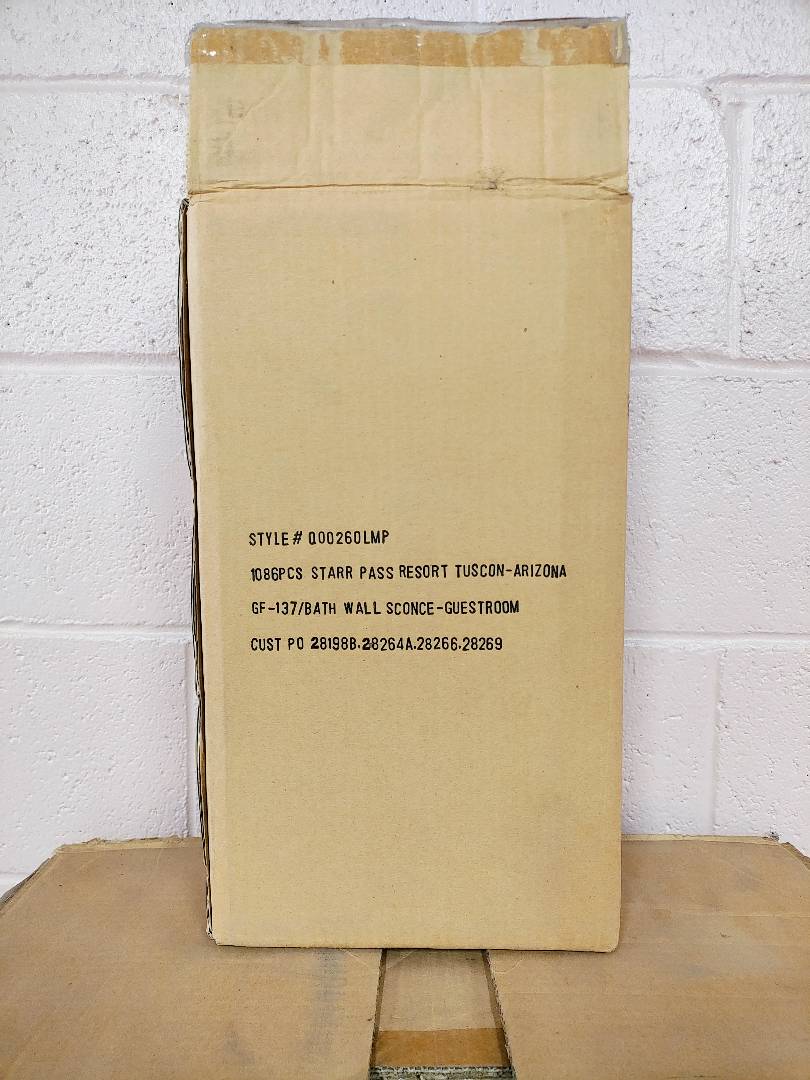 STYLE# Q00260LMP
1086PCS STARR PASS RESORT TUSCON-ARIZONA
GF-137/BATH WALL SCONCE-GUESTROOM
CUST PO 28198B.28264A.28266.28269